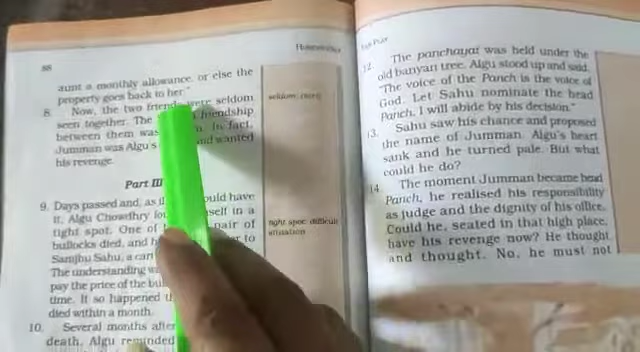 88
Honeysuckle
aunt a monthly allowance, or else the
property goes back to her."
8. Now, the two friends were seldom
seen together. The friendship
between them was In fact,
Jumman was Algu's and wanted
his revenge.
seldom: rarely
Part III
9. Days passed and, as would have
it, Algu Chowdhry in a
tight spot. One of pair of
bullocks died, and to
Samjhu Sahu, a
The understanding
pay the price of the
time. It so happened
died within a month.
10. Several months after
death, Algu reminded
tight spot: difficult
situation
Fair Play
12. The panchayat was held under the
old banyan tree. Algu stood up and said,
"The voice of the Panch is the voice of
God. Let Sahu nominate the head
Panch. I will abide by his decision."
13. Sahu saw his chance and proposed
the name of Jumman. Algu's heart
sank and he turned pale. But what
could he do?
14. The moment Jumman became head
Panch, he realised his responsibility
as judge and the dignity of his office.
Could he, seated in that high place,
have his revenge now? He thought
and thought. No, he must not